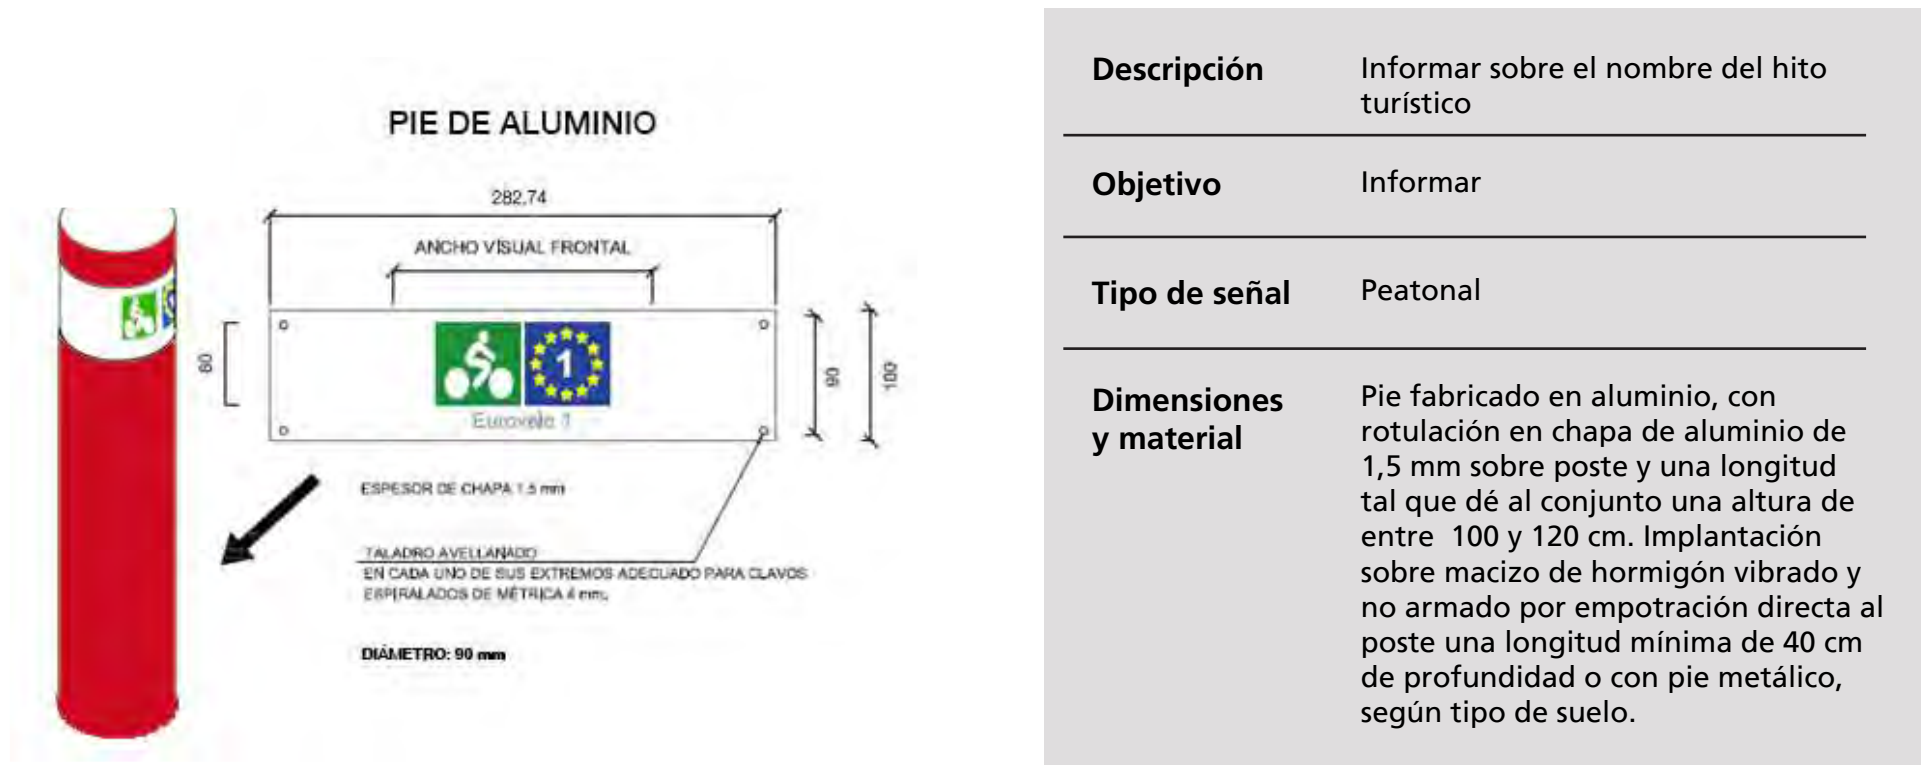 PIE DE ALUMINIO
282,74
ANCHO VISUAL FRONTAL
60
1
90
100
Eurovelo 1
ESPESOR DE CHAPA 1.5 mm
TALADRO AVELLANADO
EN CADA UNO DE SUS EXTREMOS ADECUADO PARA CLAVOS
ESPIRALADOS DE MÉTRICA 4 mm.
DIÁMETRO: 90 mm
Descripción
Informar sobre el nombre del hito
turístico
Objetivo
Informar
Tipo de señal
Peatonal
Dimensiones
y material
Pie fabricado en aluminio, con
rotulación en chapa de aluminio de
1,5 mm sobre poste y una longitud
tal que dé al conjunto una altura de
entre 100 y 120 cm. Implantación
sobre macizo de hormigón vibrado y
no armado por empotración directa al
poste una longitud mínima de 40 cm
de profundidad o con pie metálico,
según tipo de suelo.